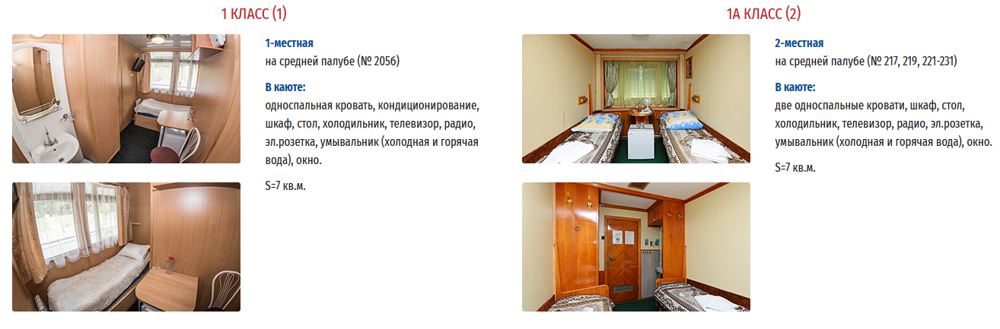 1 КЛАСС (1)
1-местная
на средней палубе (№ 2056)
В каюте:
односпальная кровать, кондиционирование,
шкаф, стол, холодильник, телевизор, радио,
эл.розетка, умывальник (холодная и горячая
вода), окно.
S=7 кв.м.
1А КЛАСС (2)
2-местная
на средней палубе (№ 217, 219, 221-231)
В каюте:
две односпальные кровати, шкаф, стол,
холодильник, телевизор, радио, эл.розетка,
умывальник (холодная и горячая вода), окно.
S=7 кв.м.